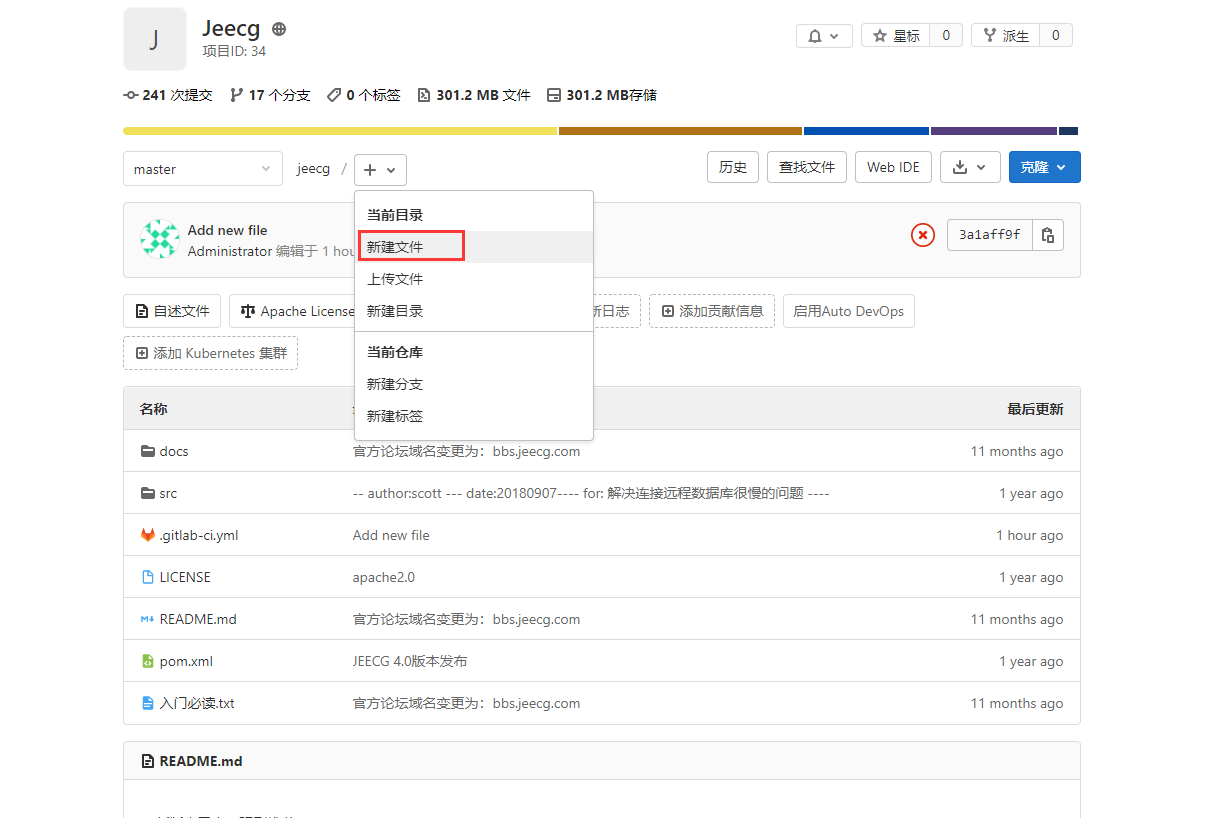 J
Jeecg
项目ID: 34
星标 0
派生 0
241 次提交 17 个分支 0 个标签 301.2 MB 文件 301.2 MB存储
master
jeecg / +
历史
查找文件
Web IDE
克隆
当前目录
新建文件
上传文件
新建目录
当前仓库
新建分支
新建标签
Add new file
Administrator 编辑于 1 hou
3a1aff9f
自述文件
Apache License
日志
添加贡献信息
启用Auto DevOps
添加 Kubernetes 集群
名称 最后更新
docs 官方论坛域名变更为：bbs.jeecg.com 11 months ago
src -- author:scott --- date:20180907---- for: 解决连接远程数据库很慢的问题 ---- 1 year ago
.gitlab-ci.yml Add new file 1 hour ago
LICENSE apache2.0 1 year ago
README.md 官方论坛域名变更为：bbs.jeecg.com 11 months ago
pom.xml JEECG 4.0版本发布 1 year ago
入门必读.txt 官方论坛域名变更为：bbs.jeecg.com 11 months ago
README.md